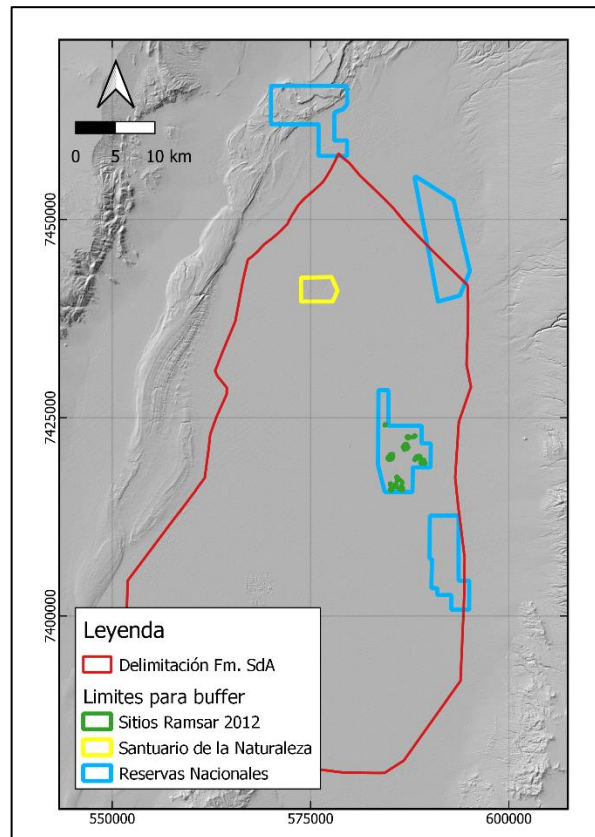 0 5 10 km
7450000
7425000
7400000
Leyenda
Delimitación Fm. SdA
Limites para buffer
Sitios Ramsar 2012
Santuario de la Naturaleza
Reservas Nacionales
550000 575000 600000